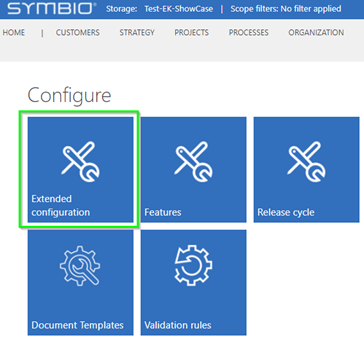 SYMBIO® Storage: Test-EK-ShowCase | Scope filters: No filter applied
HOME | CUSTOMERS STRATEGY PROJECTS PROCESSES ORGANIZATION
Configure
Extended
configuration
Features
Release cycle
Document Templates
Validation rules